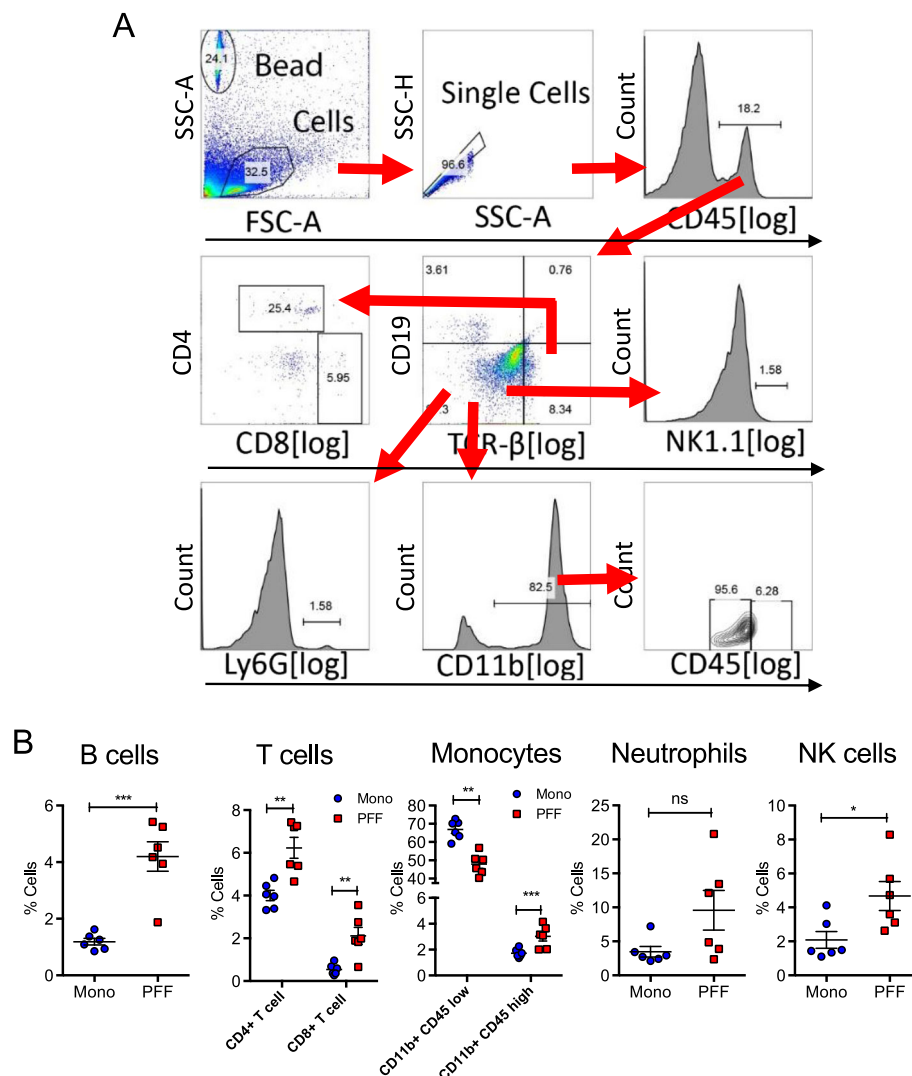 A
SSC-A
24.1
Bead
Cells
32.5
FSC-A
SSC-H
Single Cells
96.6
SSC-A
Count
18.2
CD45[log]
CD4
25.4
5.95
CD8[log]
CD19
3.61
0.76
8.34
TCR-β[log]
Count
1.58
NK1.1[log]
Count
1.58
Ly6G[log]
Count
82.5
CD11b[log]
Count
95.6
6.28
CD45[log]
B
B cells
% Cells
6
4
2
0
***
Mono
PFF
T cells
% Cells
8
6
4
2
0
**
**
Mono
PFF
CD4+ T cell
CD8+ T cell
Monocytes
% Cells
80
70
60
50
40
6
4
2
0
**
***
Mono
PFF
CD11b+ CD45 low
CD11b+ CD45 high
Neutrophils
% Cells
25
20
15
10
5
0
ns
Mono
PFF
NK cells
% Cells
10
8
6
4
2
0
*
Mono
PFF